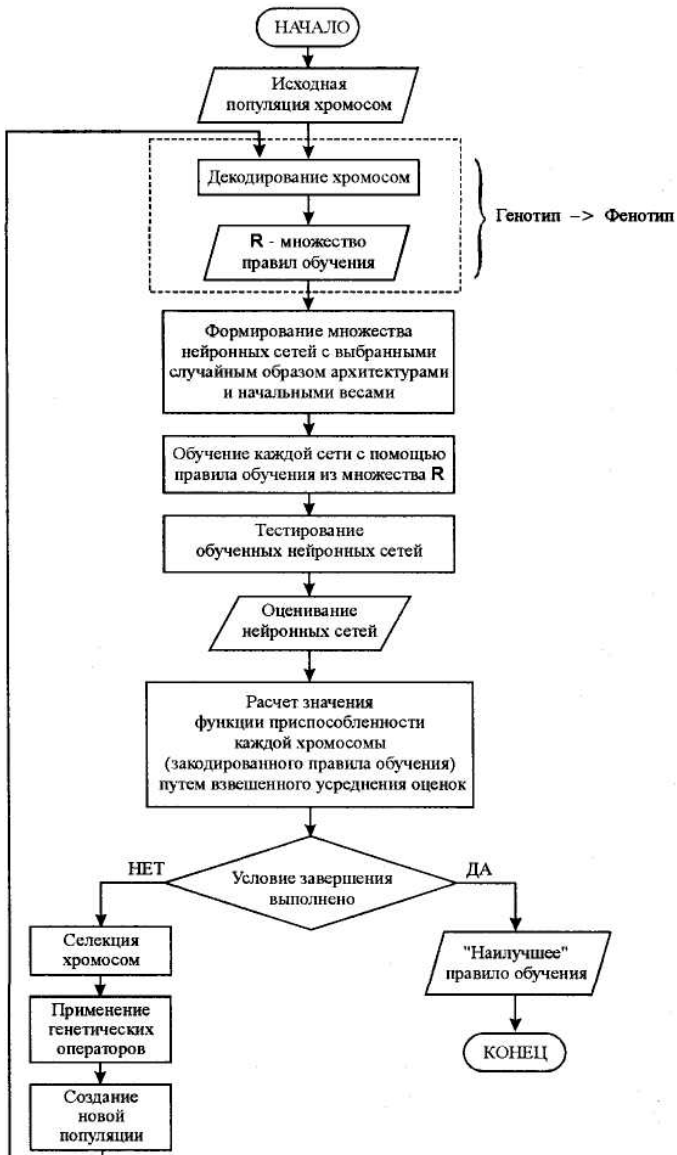 НАЧАЛО
Исходная
популяция хромосом
Декодирование хромосом
R - множество
правил обучения
Генотип –> Фенотип
Формирование множества
нейронных сетей с выбранными
случайным образом архитектурами
и начальными весами
Обучение каждой сети с помощью
правила обучения из множества R
Тестирование
обученных нейронных сетей
Оценивание
нейронных сетей
Расчет значения
функции приспособленности
каждой хромосомы
(закодированного правила обучения)
путем взвешенного усреднения оценок
Условие завершения
выполнено
НЕТ
ДА
Селекция
хромосом
Применение
генетических
операторов
Создание
новой
популяции
"Наилучшее"
правило обучения
КОНЕЦ